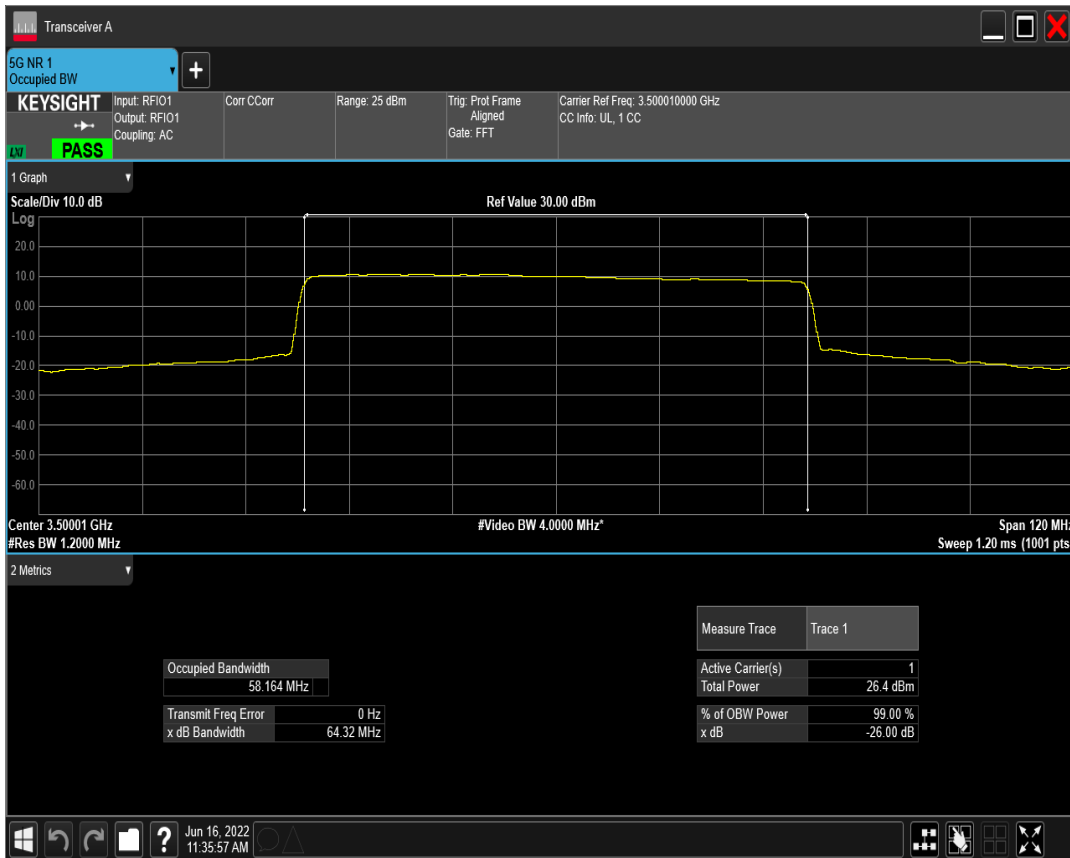 Transceiver A
5G NR 1
Occupied BW
+
KEYSIGHT
LXI
PASS
Input: RFIO1
Output: RFIO1
Coupling: AC
Corr CCorr
Range: 25 dBm
Trig: Prot Frame
Aligned
Gate: FFT
Carrier Ref Freq: 3.500010000 GHz
CC Info: UL, 1 CC
1 Graph
Scale/Div 10.0 dB
Ref Value 30.00 dBm
Log
20.0
10.0
0.00
-10.0
-20.0
-30.0
-40.0
-50.0
-60.0
Center 3.50001 GHz
#Video BW 4.0000 MHz*
Span 120 MHz
#Res BW 1.2000 MHz
Sweep 1.20 ms (1001 pts
2 Metrics
Measure Trace Trace 1
Occupied Bandwidth
58.164 MHz
Active Carrier(s) 1
Total Power 26.4 dBm
Transmit Freq Error 0 Hz
x dB Bandwidth 64.32 MHz
% of OBW Power 99.00 %
x dB -26.00 dB
?
Jun 16, 2022
11:35:57 AM